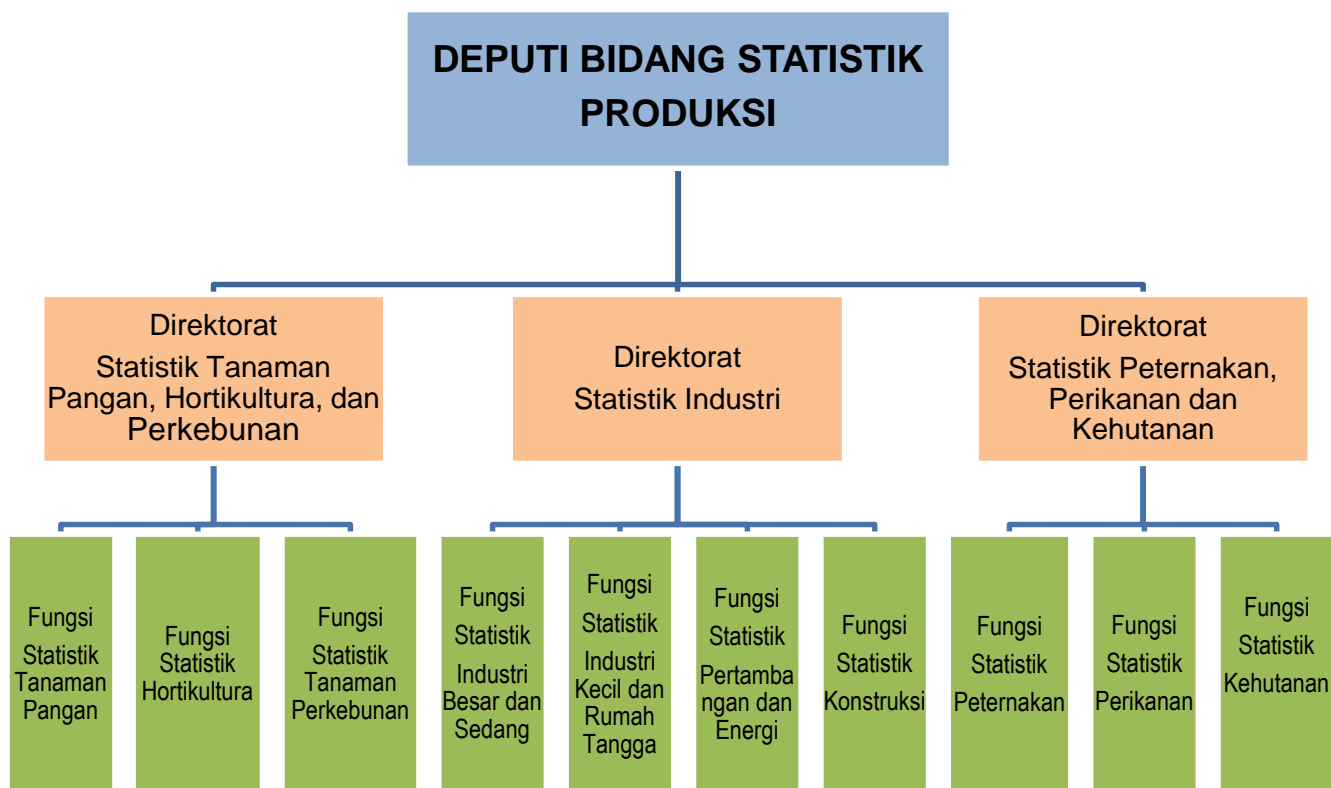 DEPUTI BIDANG STATISTIK
PRODUKSI
Direktorat
Statistik Tanaman
Pangan, Hortikultura, dan
Perkebunan
Direktorat
Statistik Industri
Direktorat
Statistik Peternakan,
Perikanan dan
Kehutanan
Fungsi
Statistik
Tanaman
Pangan
Fungsi
Statistik
Hortikultura
Fungsi
Statistik
Tanaman
Perkebunan
Fungsi
Statistik
Industri
Besar dan
Sedang
Fungsi
Statistik
Industri
Kecil dan
Rumah
Tangga
Fungsi
Statistik
Pertamba
ngan dan
Energi
Fungsi
Statistik
Konstruksi
Fungsi
Statistik
Peternakan
Fungsi
Statistik
Perikanan
Fungsi
Statistik
Kehutanan